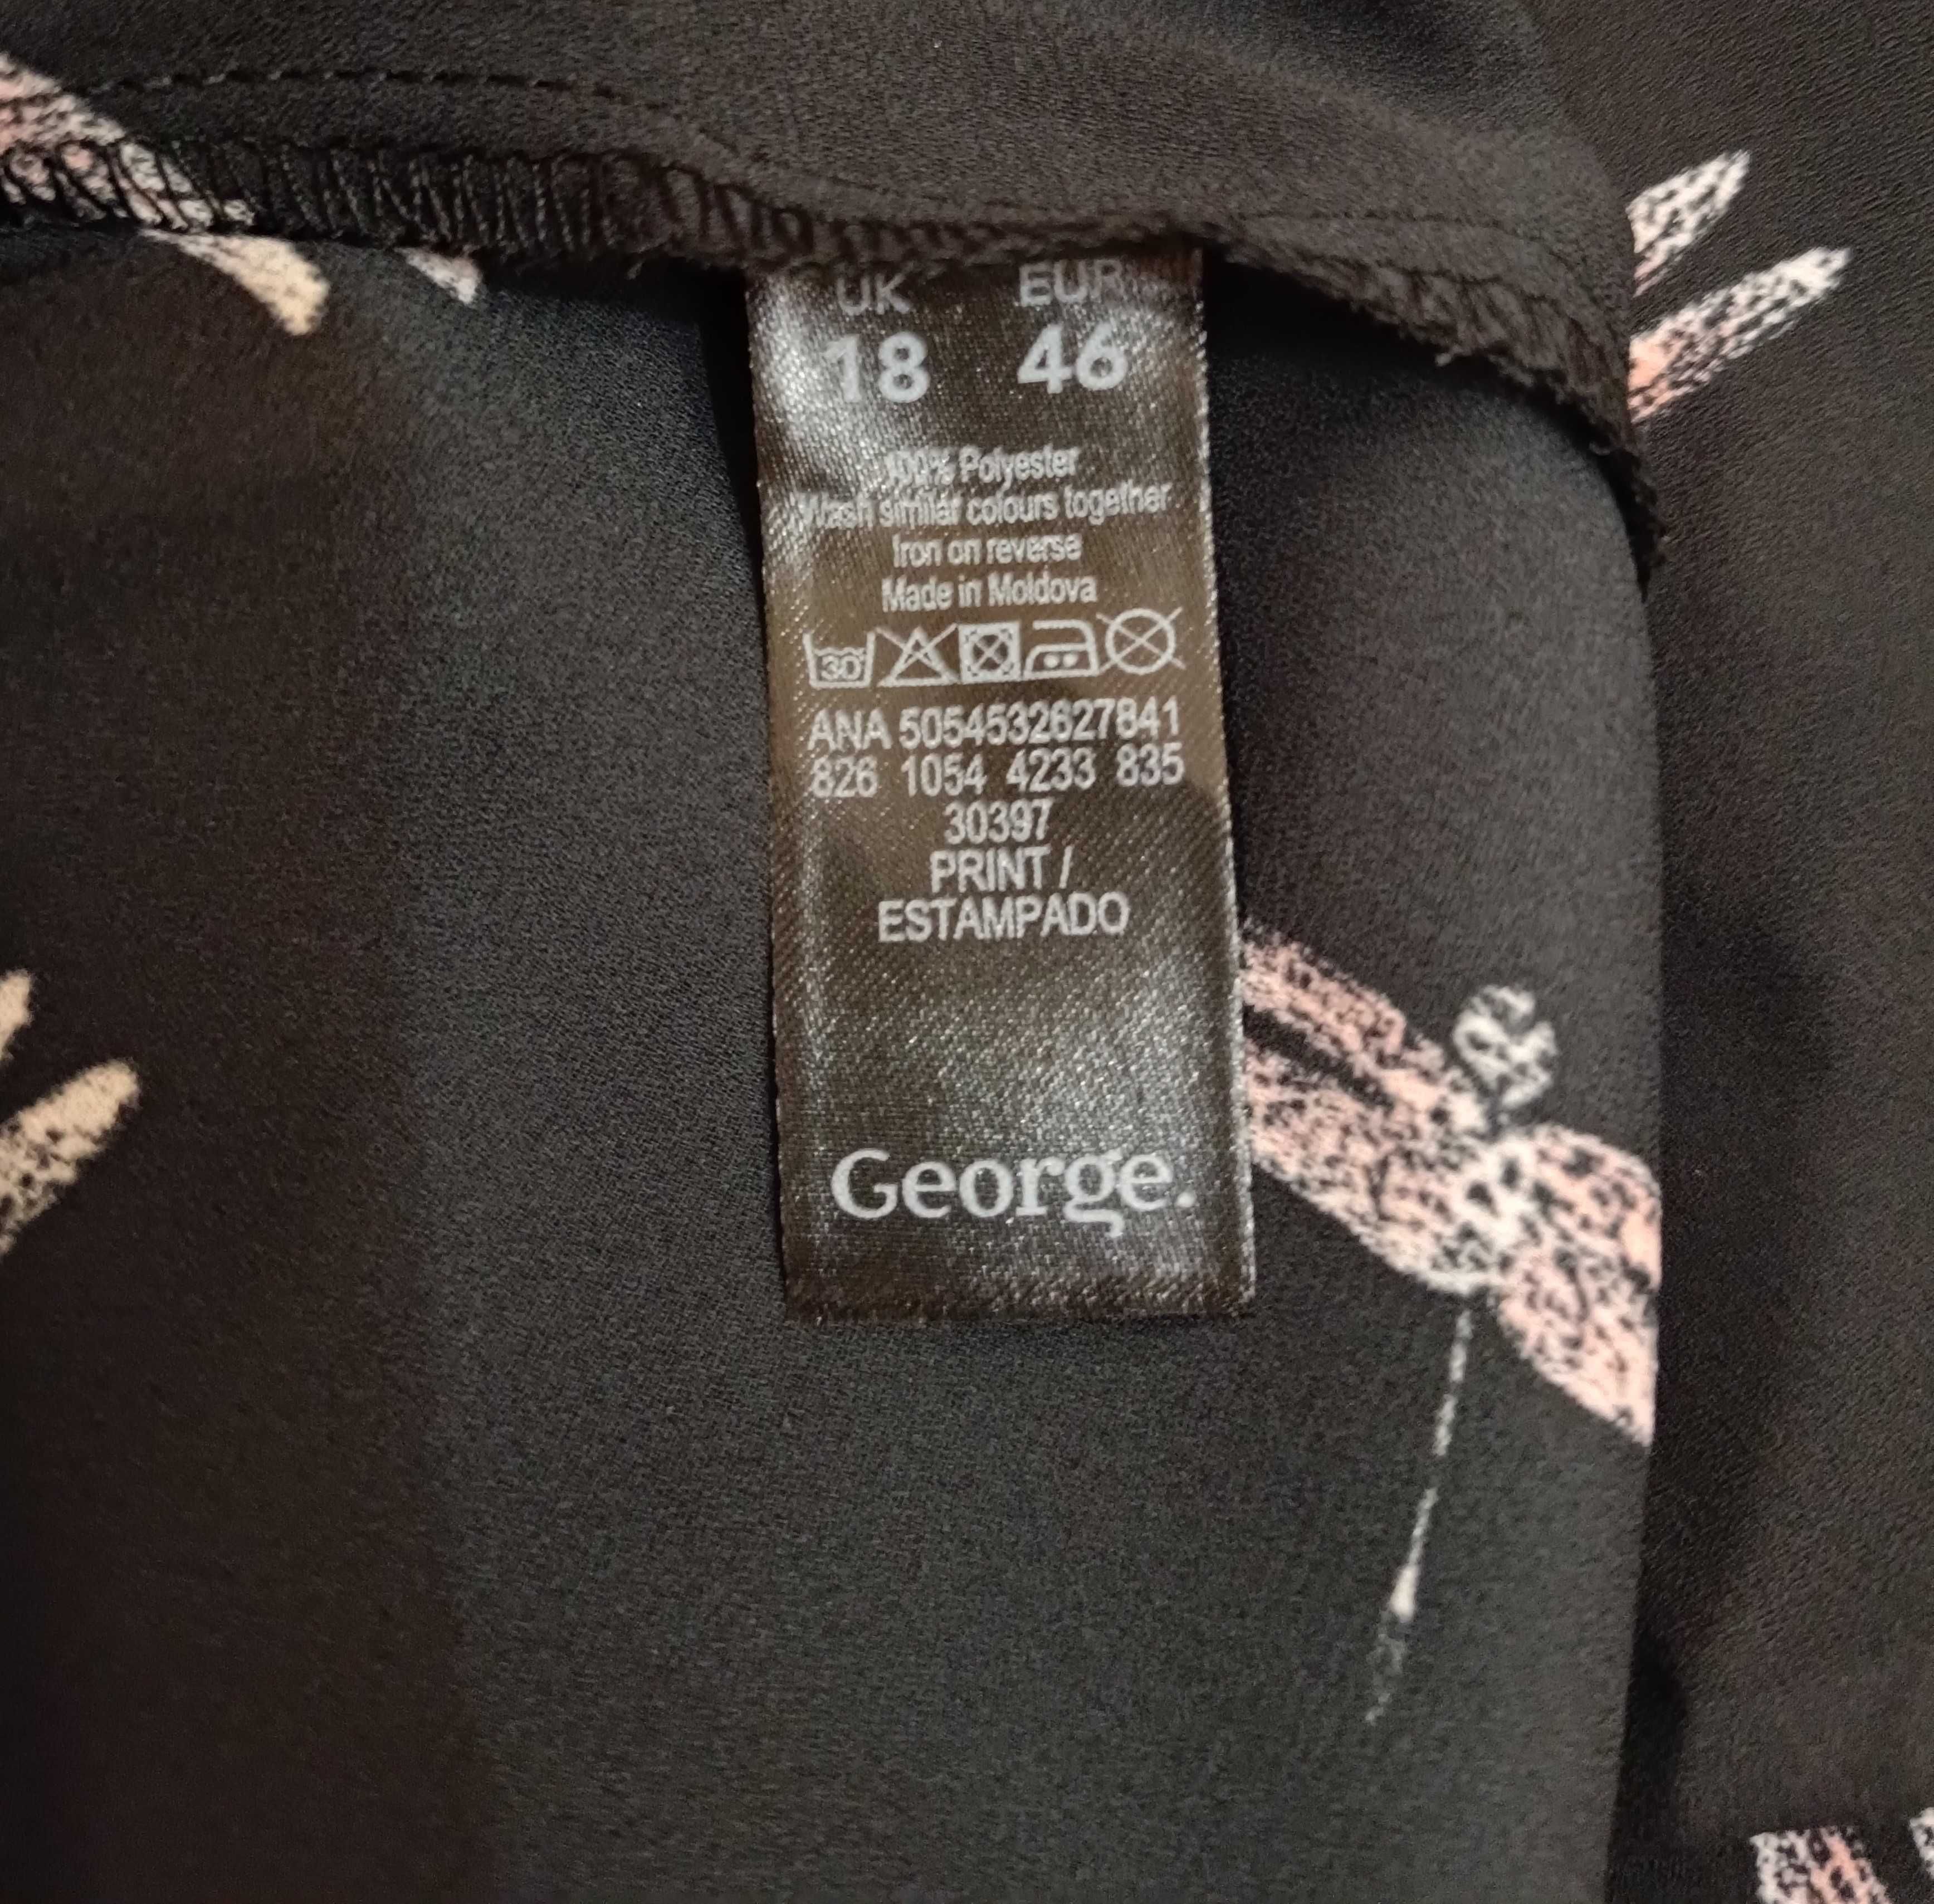 UK EUR
18 46
100% Polyester
Wash similar colours together
Iron on reverse
Made in Moldova
30
ANA 5054532627841
826 1054 4233 835
30397
PRINT /
ESTAMPADO
George.